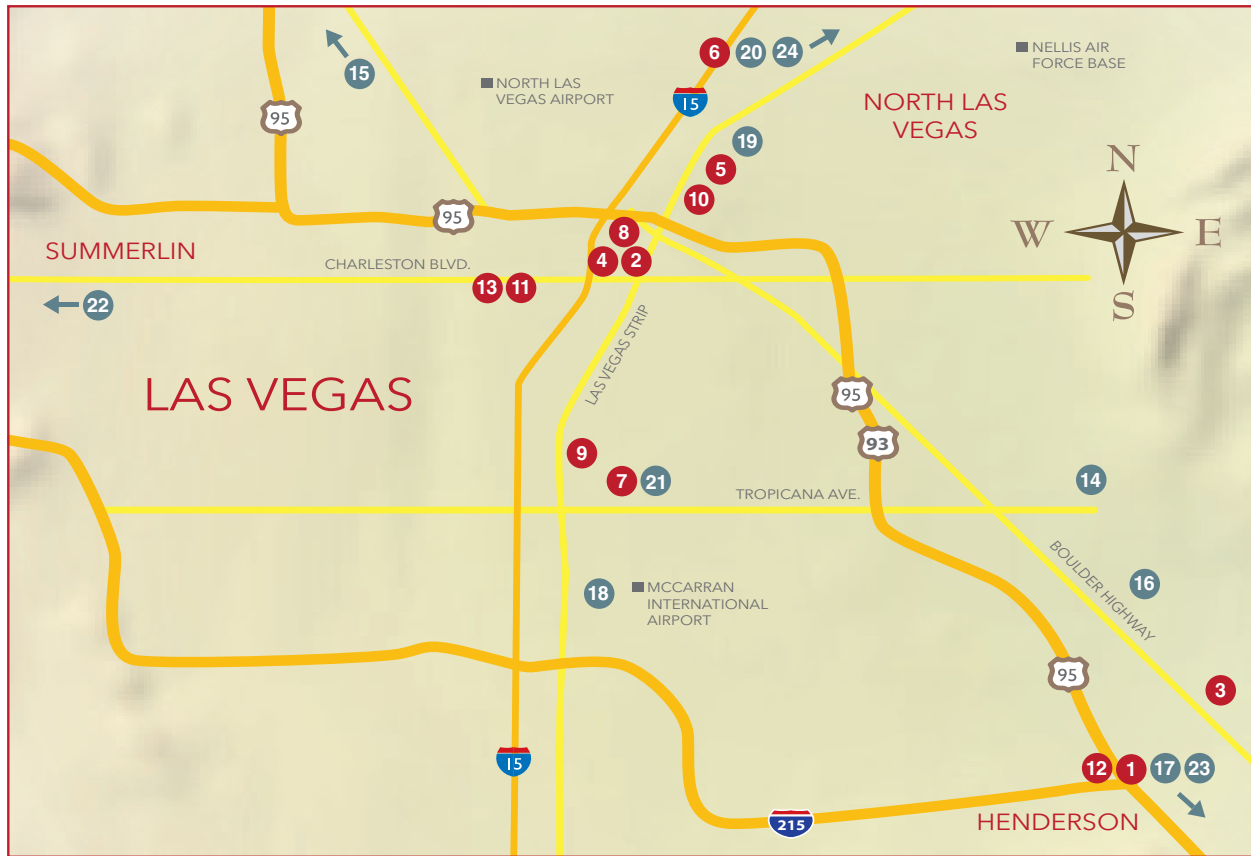 6
20
24
15
NELLIS AIR
FORCE BASE
NORTH LAS
VEGAS AIRPORT
15
NORTH LAS
VEGAS
95
19
5
10
N
W
E
S
95
8
SUMMERLIN
CHARLESTON BLVD.
4
2
13
11
22
LAS VEGAS STRIP
LAS VEGAS
95
93
9
7
21
14
TROPICANA AVE.
BOULDER HIGHWAY
18
MCCARRAN
INTERNATIONAL
AIRPORT
16
95
3
15
12
1
17
23
215
HENDERSON